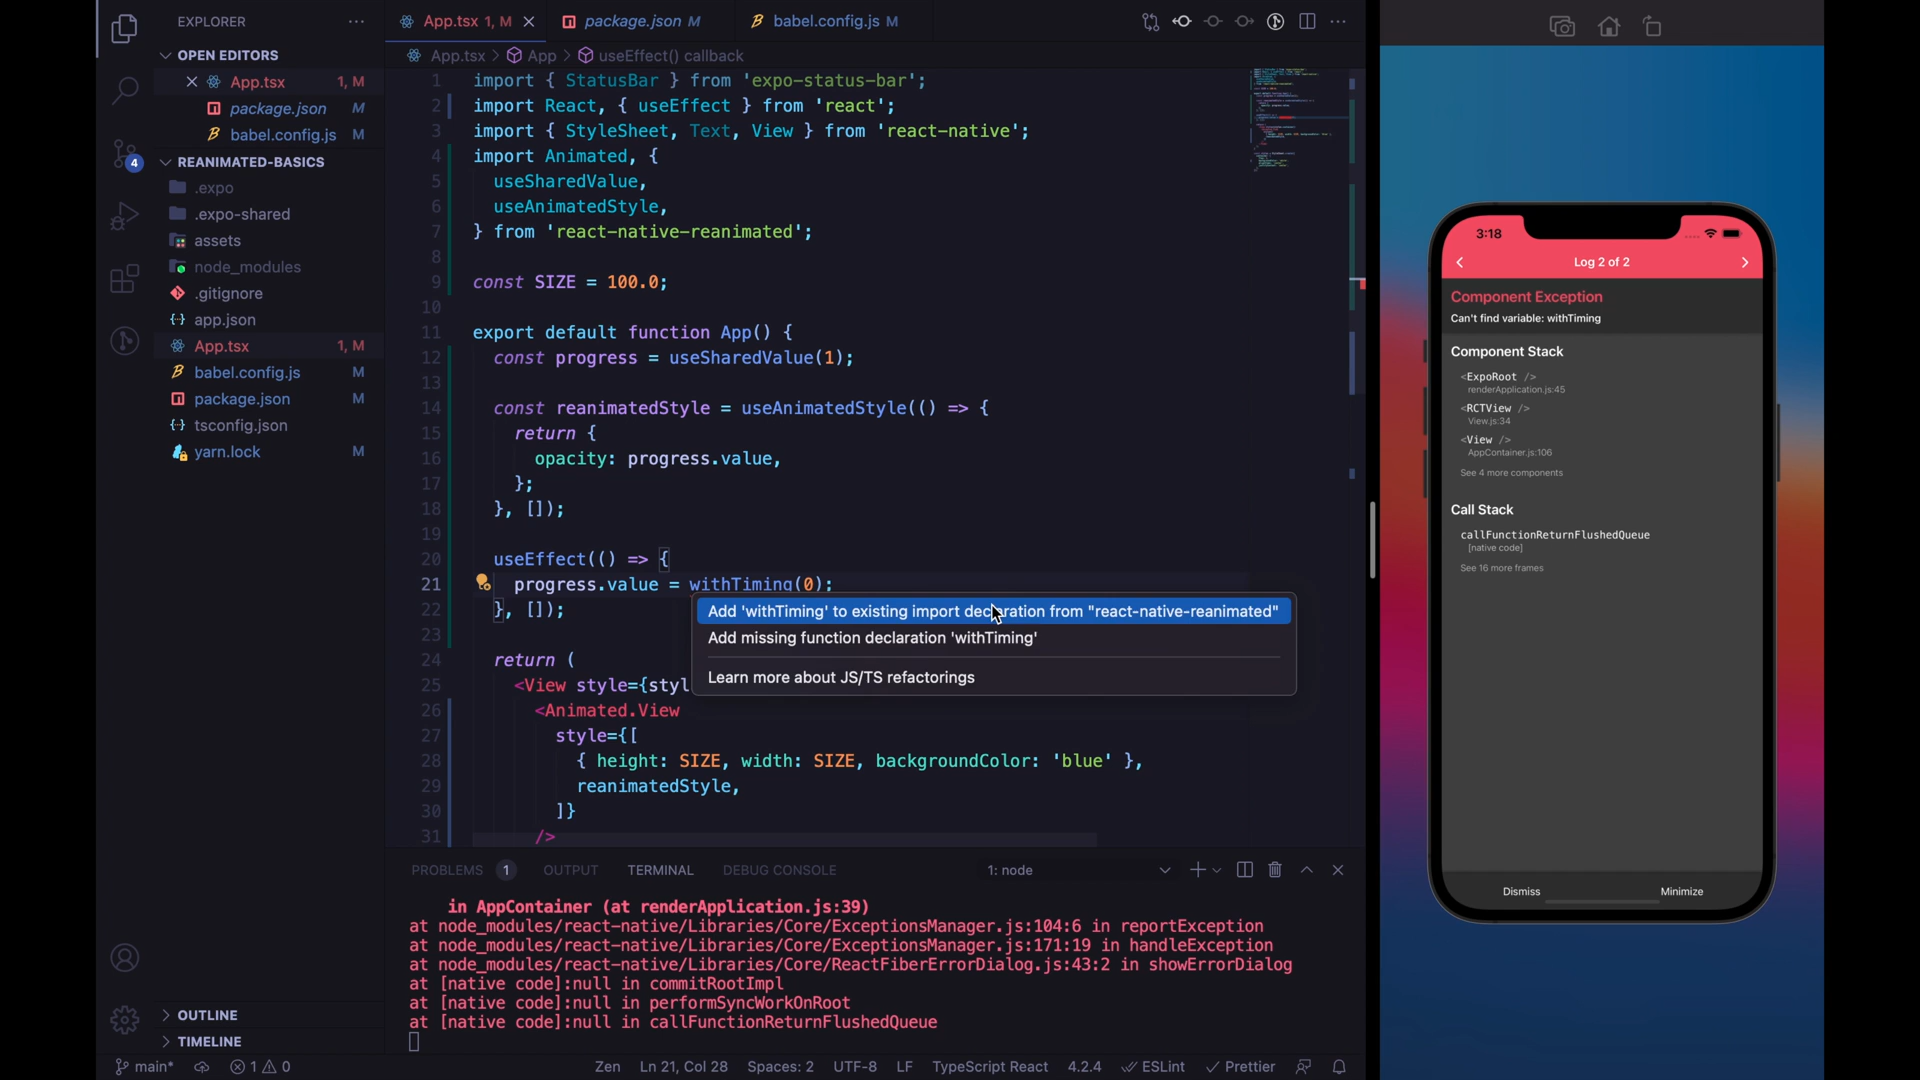 EXPLORER
OPEN EDITORS
App.tsx 1, M
package.json M
babel.config.js M
REANIMATED-BASICS
.expo
.expo-shared
assets
node_modules
.gitignore
app.json
App.tsx 1, M
babel.config.js M
package.json M
tsconfig.json
yarn.lock M
4
OUTLINE
TIMELINE
App.tsx 1, M
package.json M
babel.config.js M
App.tsx > App > useEffect() callback
1 import { StatusBar } from 'expo-status-bar';
2 import React, { useEffect } from 'react';
3 import { StyleSheet, Text, View } from 'react-native';
4 import Animated, {
5 useSharedValue,
6 useAnimatedStyle,
7 } from 'react-native-reanimated';
8
9 const SIZE = 100.0;
10
11 export default function App() {
12 const progress = useSharedValue(1);
13
14 const reanimatedStyle = useAnimatedStyle(() => {
15 return {
16 opacity: progress.value,
17 };
18 }, []);
19
20 useEffect(() => {
21 progress.value = withTiming(0);
22 }, []);
23
24 return (
25 <View style={styl
26 <Animated.View
27 style={[
28 { height: SIZE, width: SIZE, backgroundColor: 'blue' },
29 reanimatedStyle,
30 ]}
31 />
Add 'withTiming' to existing import declaration from "react-native-reanimated"
Add missing function declaration 'withTiming'
Learn more about JS/TS refactorings
PROBLEMS 1 OUTPUT TERMINAL DEBUG CONSOLE 1: node
in AppContainer (at renderApplication.js:39)
at node_modules/react-native/Libraries/Core/ExceptionsManager.js:104:6 in reportException
at node_modules/react-native/Libraries/Core/ExceptionsManager.js:171:19 in handleException
at node_modules/react-native/Libraries/Core/ReactFiberErrorDialog.js:43:2 in showErrorDialog
at [native code]:null in commitRootImpl
at [native code]:null in performSyncWorkOnRoot
at [native code]:null in callFunctionReturnFlushedQueue
main* 1 0 Zen Ln 21, Col 28 Spaces: 2 UTF-8 LF TypeScript React 4.2.4 ESLint Prettier
3:18
Log 2 of 2
Component Exception
Can't find variable: withTiming
Component Stack
<ExpoRoot />
renderApplication.js:45
<RCTView />
View.js:34
<View />
AppContainer.js:106
See 4 more components
Call Stack
callFunctionReturnFlushedQueue
[native code]
See 16 more frames
Dismiss Minimize